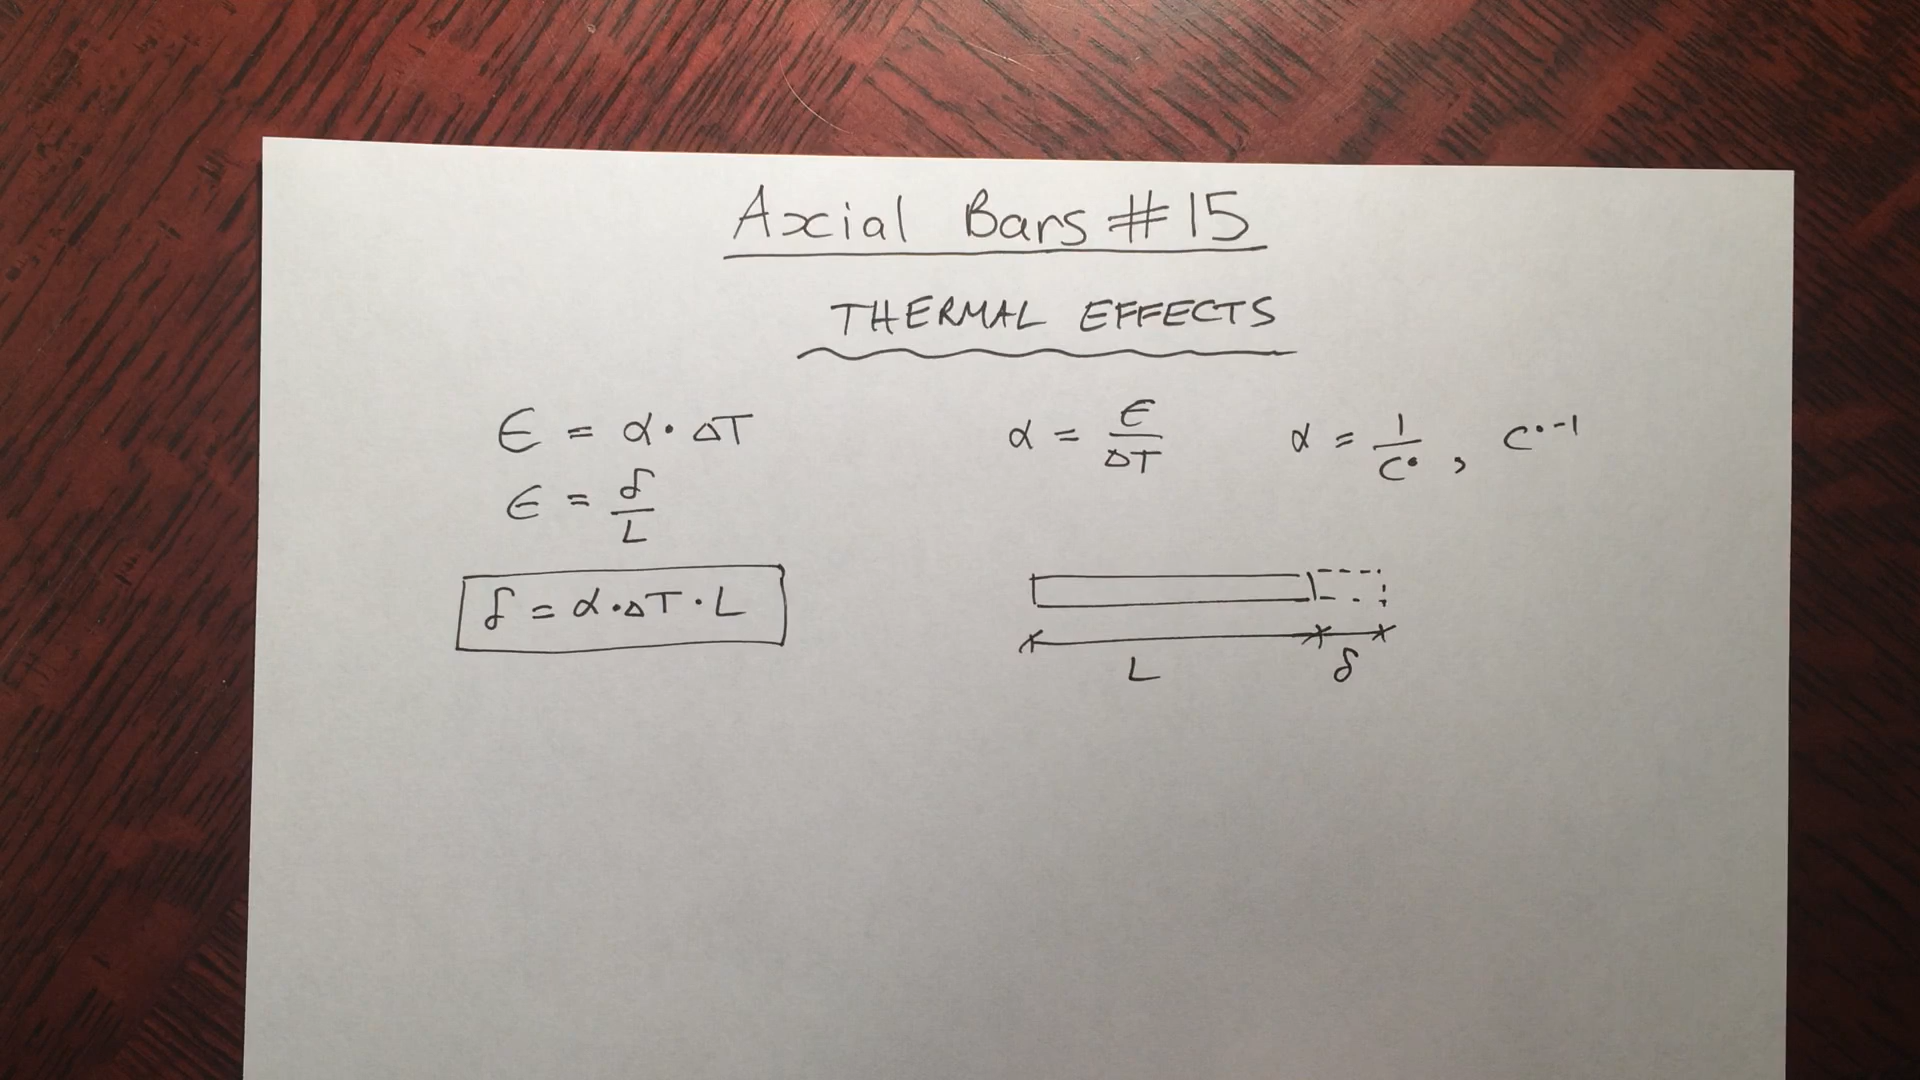 Axial Bars #15
THERMAL EFFECTS
ϵ = α · ΔT
α = ϵ/ΔT
α = 1/C° , C°⁻¹
ϵ = δ/L
δ = α · ΔT · L
L
δ